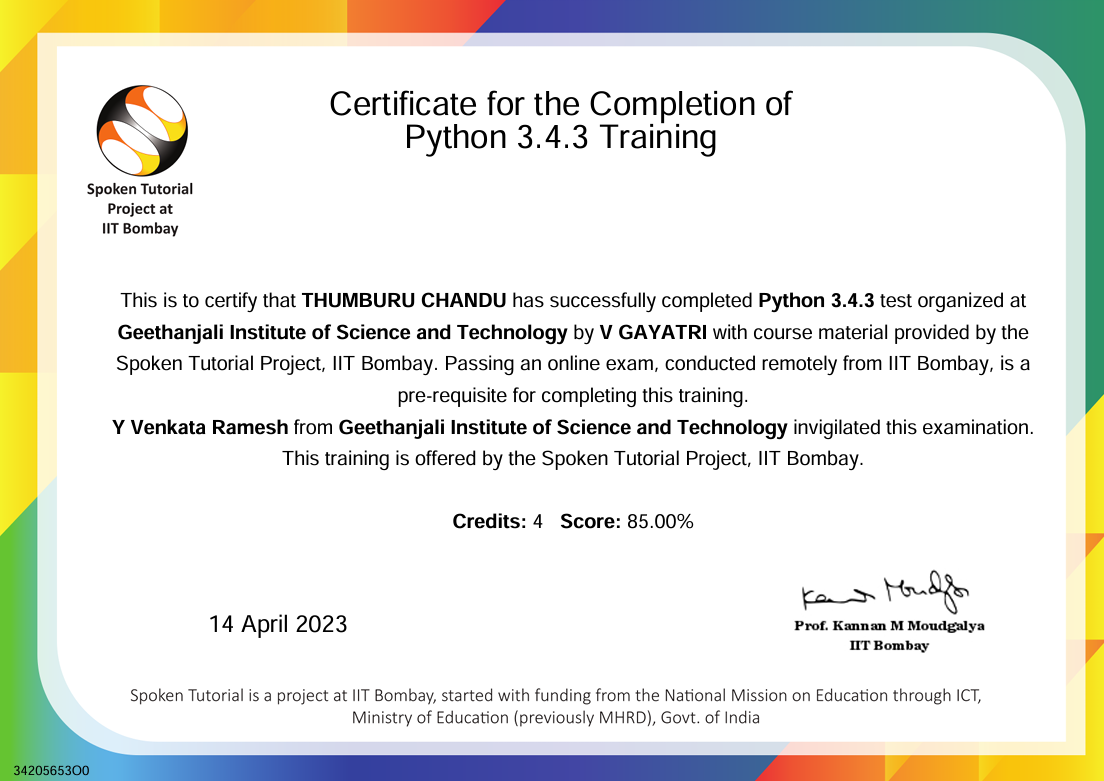 Certificate for the Completion of
Python 3.4.3 Training
Spoken Tutorial
Project at
IIT Bombay
This is to certify that THUMBURU CHANDU has successfully completed Python 3.4.3 test organized at
Geethanjali Institute of Science and Technology by V GAYATRI with course material provided by the
Spoken Tutorial Project, IIT Bombay. Passing an online exam, conducted remotely from IIT Bombay, is a
pre-requisite for completing this training.
Y Venkata Ramesh from Geethanjali Institute of Science and Technology invigilated this examination.
This training is offered by the Spoken Tutorial Project, IIT Bombay.
Credits: 4 Score: 85.00%
14 April 2023
Kannan Moudgalya
Prof. Kannan M Moudgalya
IIT Bombay
Spoken Tutorial is a project at IIT Bombay, started with funding from the National Mission on Education through ICT,
Ministry of Education (previously MHRD), Govt. of India
34205653O0